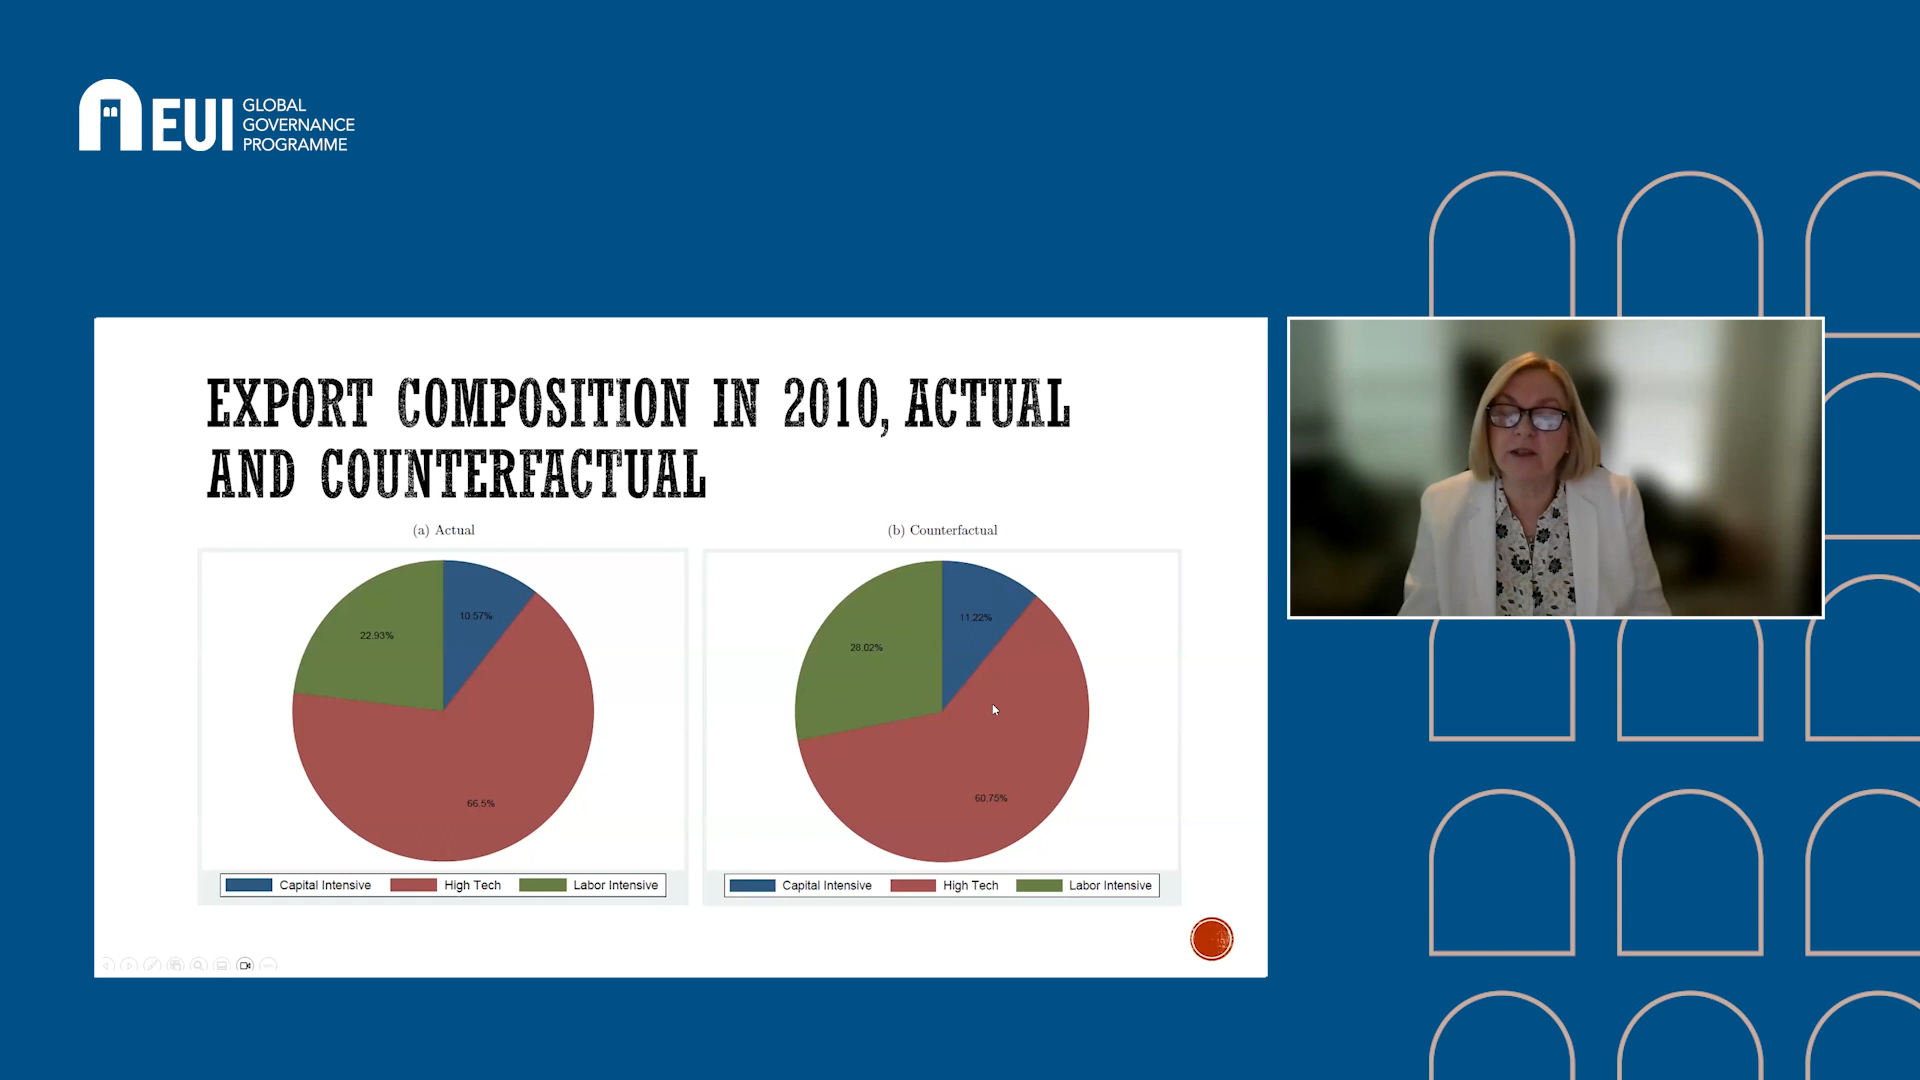 EUI
GLOBAL
GOVERNANCE
PROGRAMME
EXPORT COMPOSITION IN 2010, ACTUAL
AND COUNTERFACTUAL
(a) Actual
10.57%
22.93%
66.5%
Capital Intensive
High Tech
Labor Intensive
(b) Counterfactual
11.22%
28.02%
60.75%
Capital Intensive
High Tech
Labor Intensive